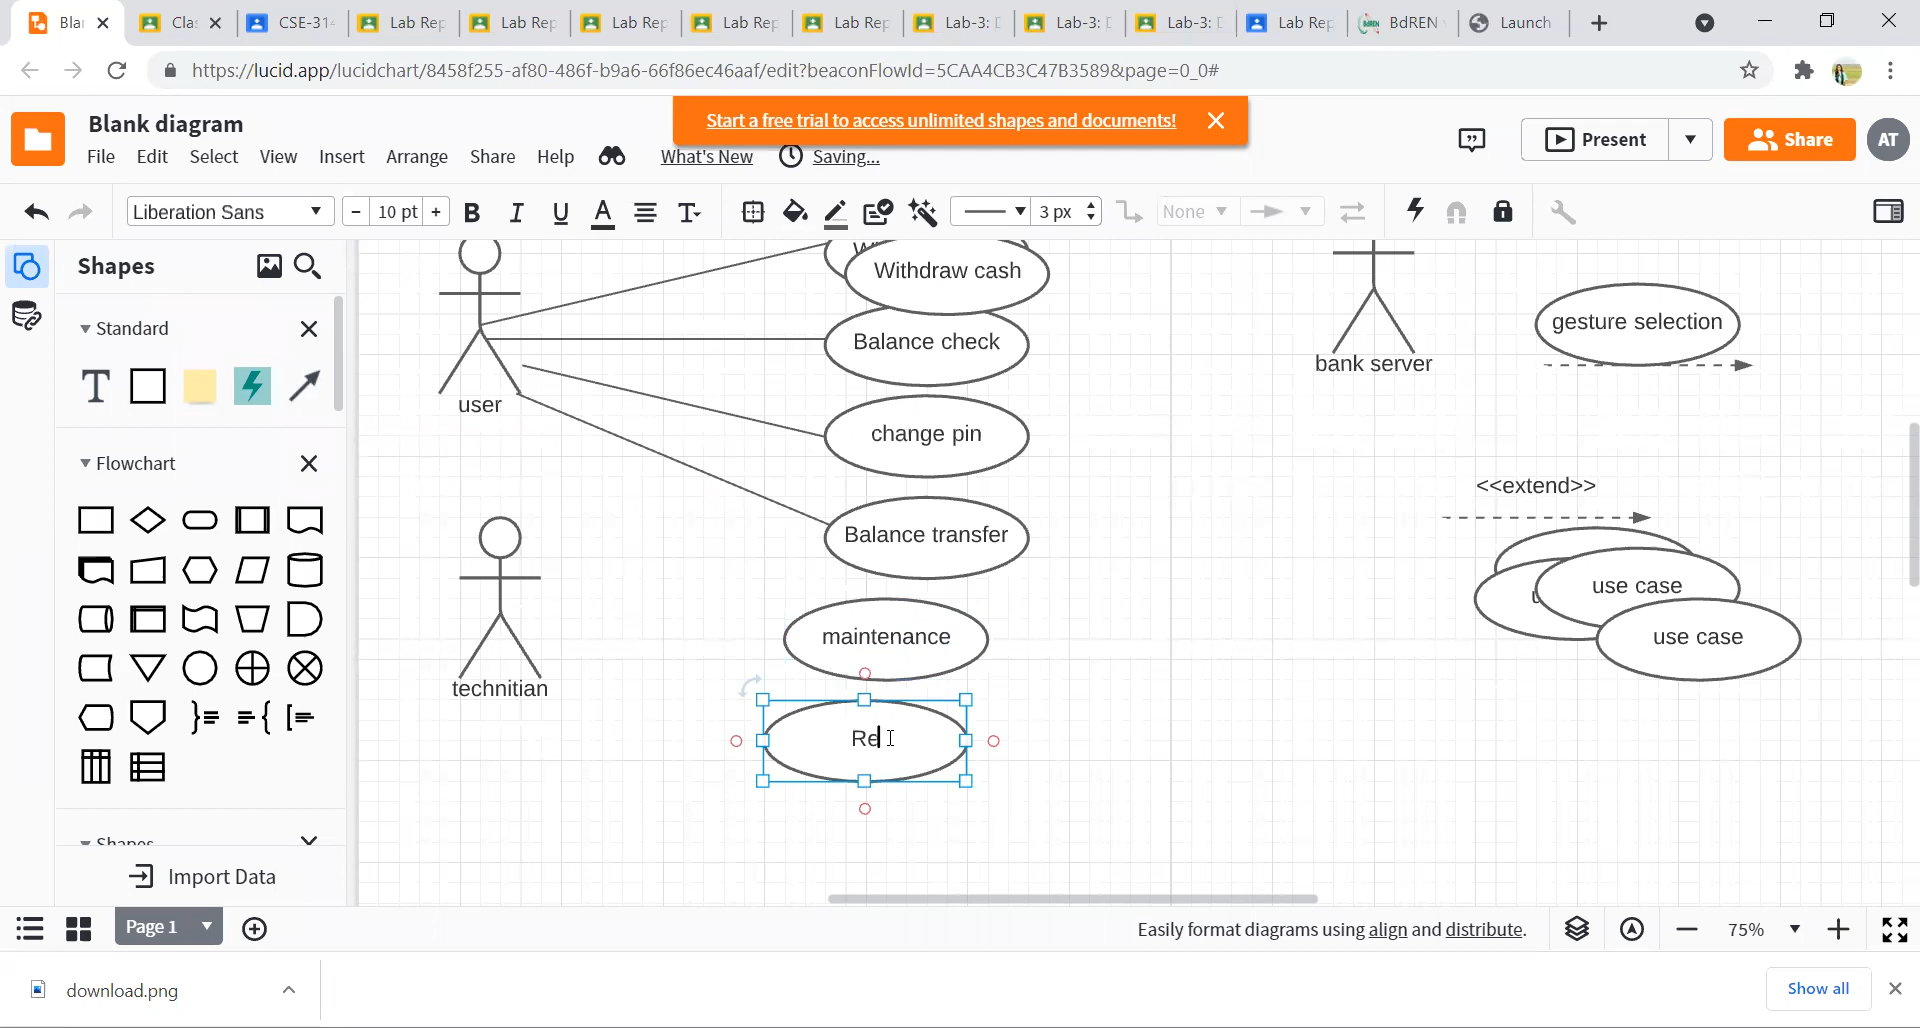 Bla
Cla
CSE-314
Lab Rep
Lab Rep
Lab Rep
Lab Rep
Lab Rep
Lab-3: D
Lab-3: D
Lab-3: D
Lab Rep
BdREN
Launch
https://lucid.app/lucidchart/8458f255-af80-486f-b9a6-66f86ec46aaf/edit?beaconFlowId=5CAA4CB3C47B3589&page=0_0#
Blank diagram
Start a free trial to access unlimited shapes and documents!
Present
Share
AT
File Edit Select View Insert Arrange Share Help What's New Saving...
Liberation Sans
- 10 pt +
B I U A T
3 px
None
Shapes
Standard
T
Flowchart
Shapes
Import Data
Withdraw cash
Balance check
change pin
Balance transfer
maintenance
Re
user
technitian
bank server
gesture selection
<<extend>>
use case
use case
Page 1
Easily format diagrams using align and distribute.
75%
download.png
Show all